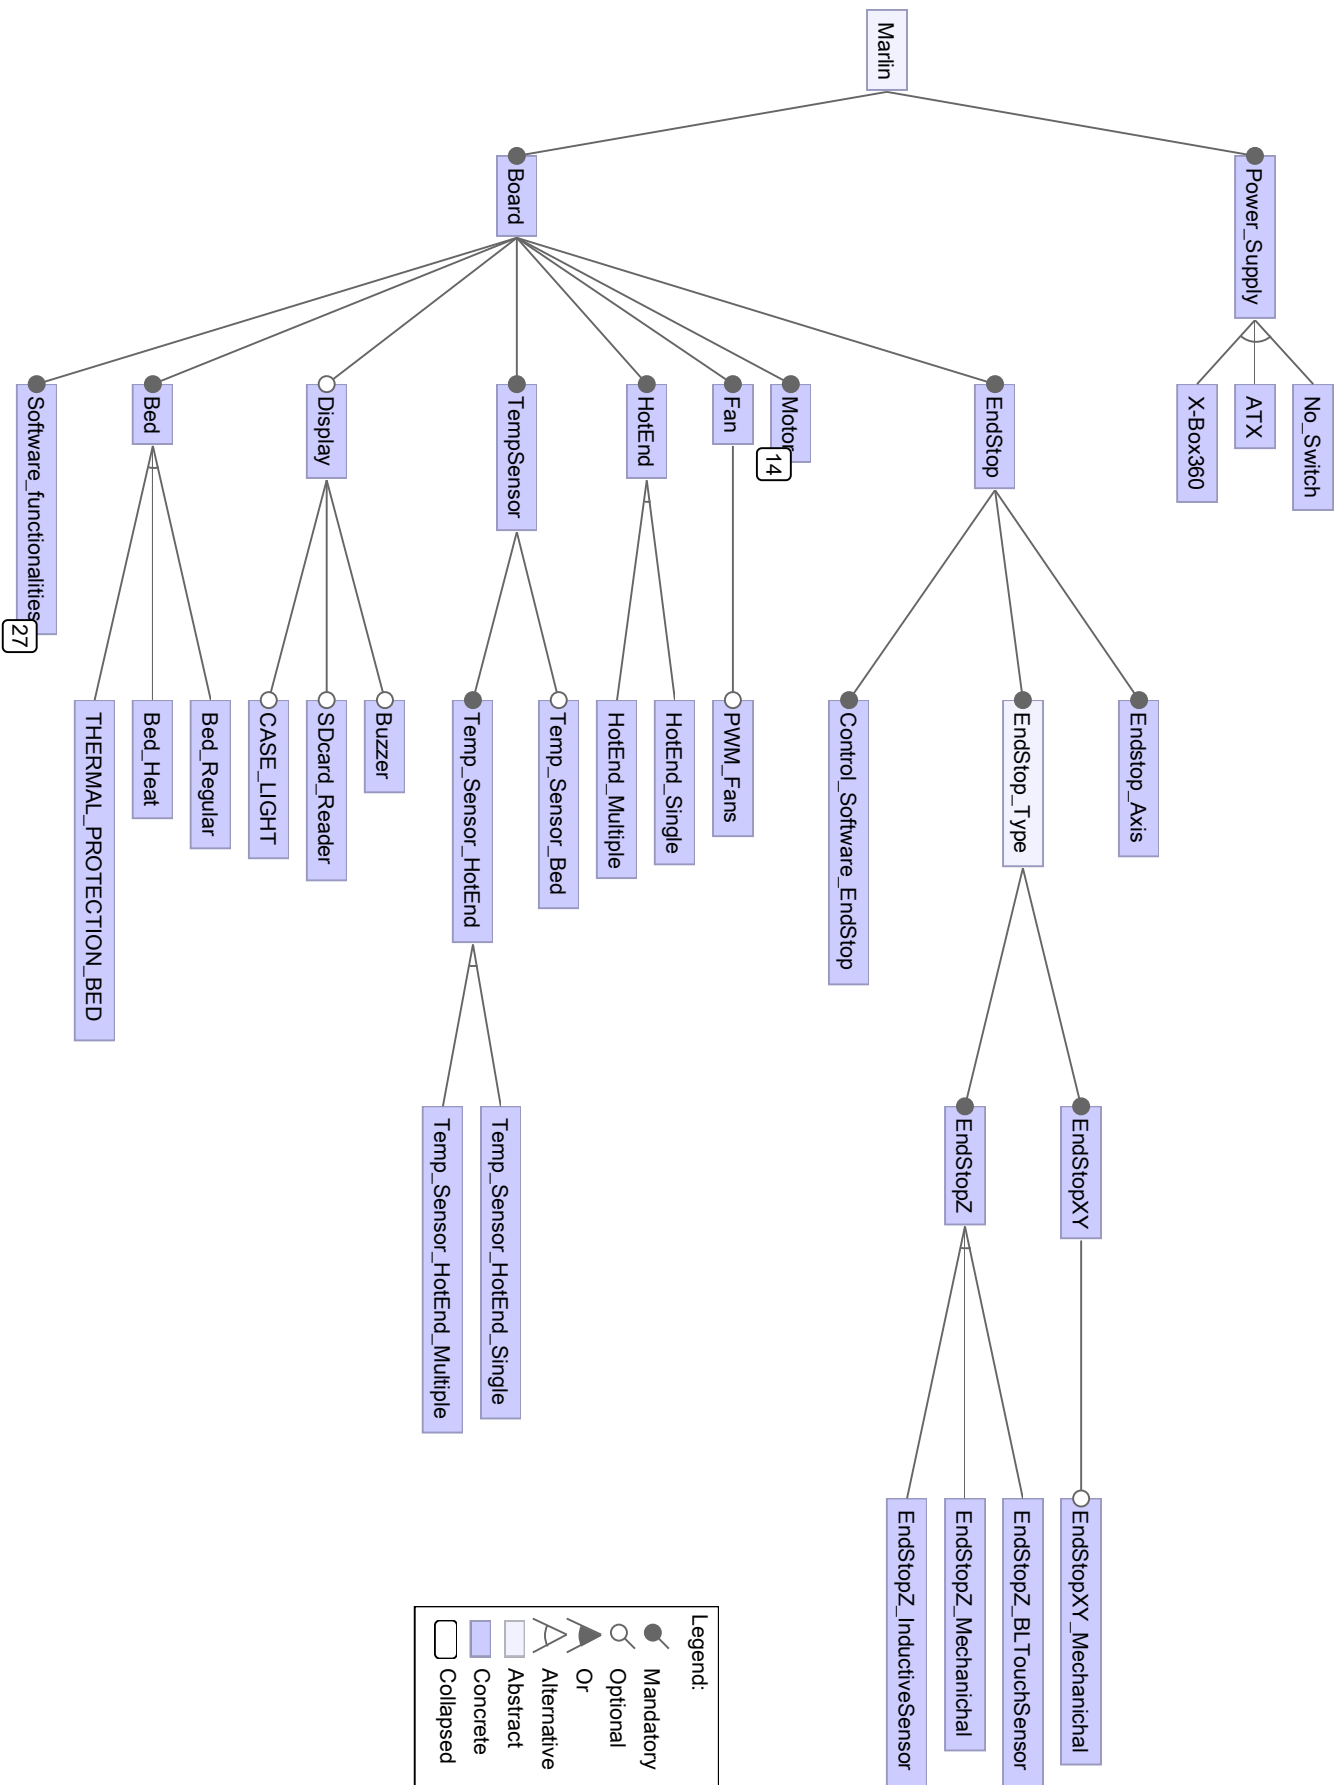 Marlin
Board
Power_Supply
Software_functionalities
27
Bed
Display
TempSensor
HotEnd
Fan
Motor
14
EndStop
X-Box360
ATX
No_Switch
THERMAL_PROTECTION_BED
Bed_Heat
Bed_Regular
CASE_LIGHT
SDcard_Reader
Buzzer
Temp_Sensor_HotEnd
Temp_Sensor_Bed
HotEnd_Multiple
HotEnd_Single
PWM_Fans
Control_Software_EndStop
EndStop_Type
Endstop_Axis
Temp_Sensor_HotEnd_Multiple
Temp_Sensor_HotEnd_Single
EndStopZ
EndStopXY
EndStopZ_InductiveSensor
EndStopZ_Mechanichal
EndStopZ_BLTouchSensor
EndStopXY_Mechanichal
Legend:
Mandatory
Optional
Or
Alternative
Abstract
Concrete
Collapsed